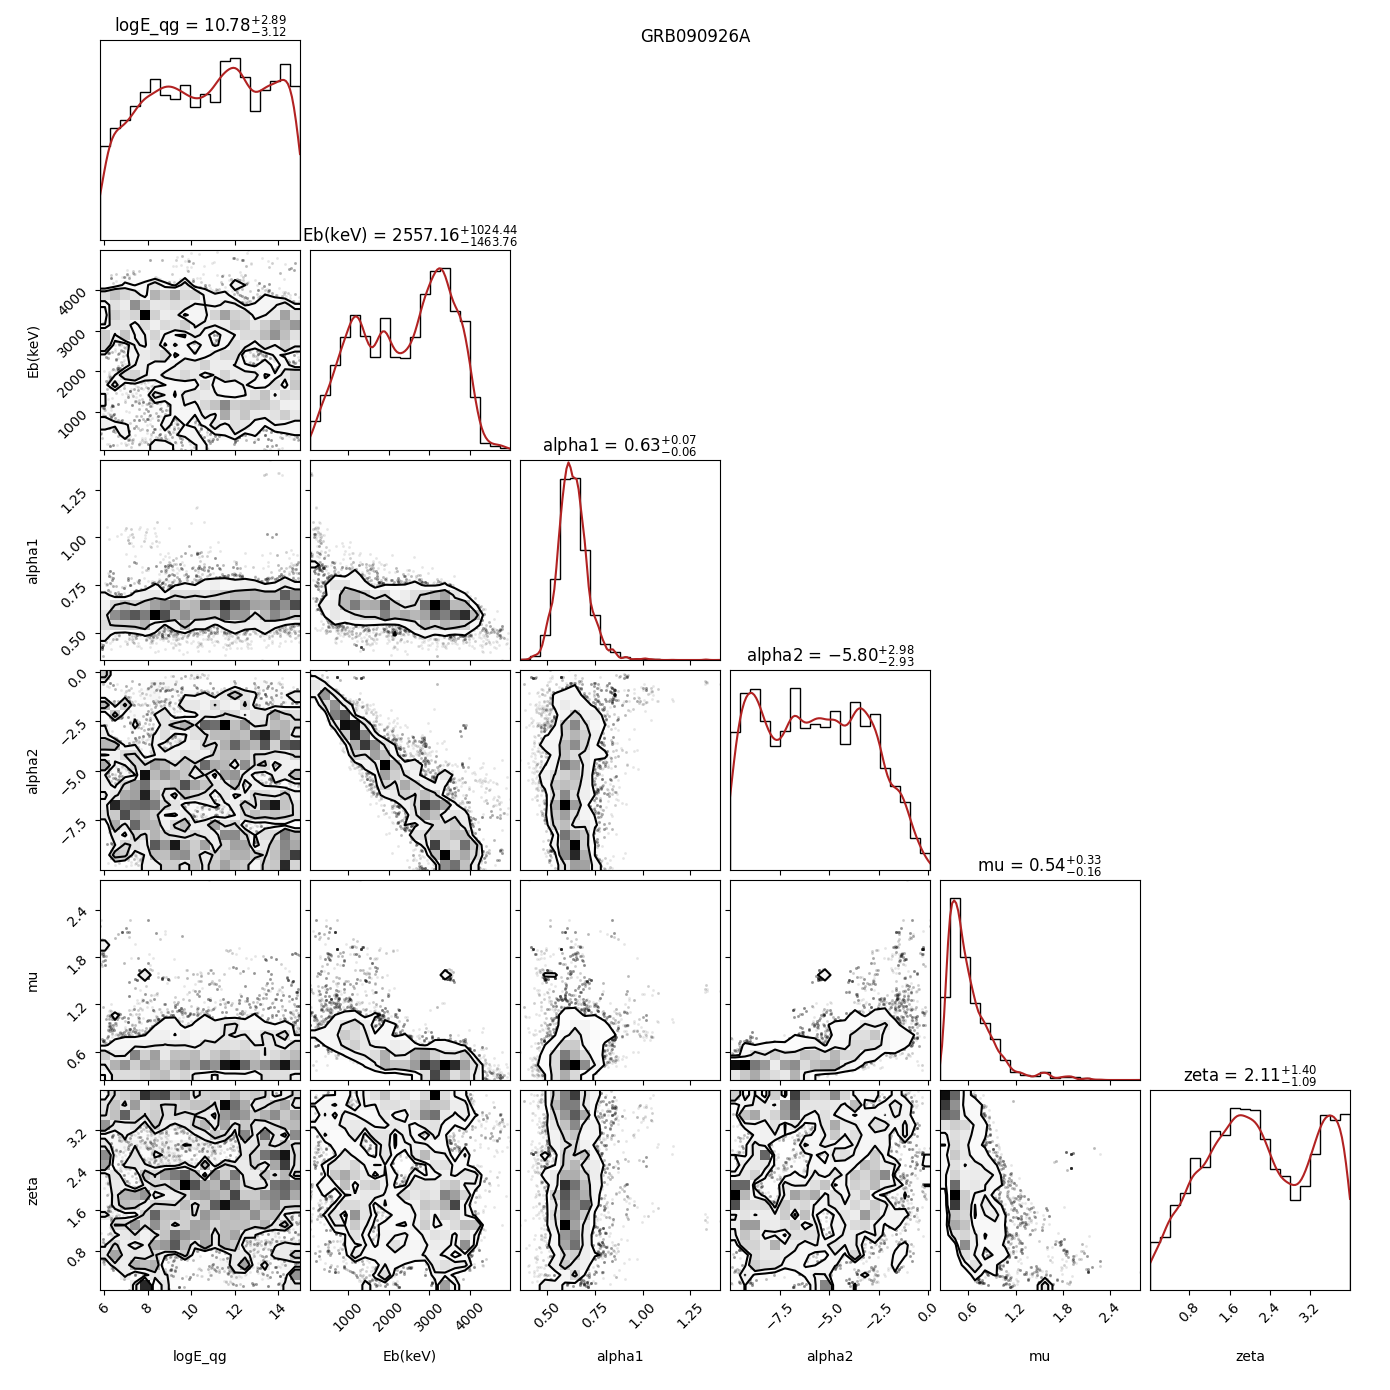 logE_qg = 10.78+2.89 −3.12
GRB090926A
Eb(keV) = 2557.16+1024.44 −1463.76
4000
3000
2000
1000
Eb(keV)
alpha1 = 0.63+0.07 −0.06
1.25
1.00
0.75
0.50
alpha1
alpha2 = −5.80+2.98 −2.93
0.0
−2.5
−5.0
−7.5
alpha2
mu = 0.54+0.33 −0.16
2.4
1.8
1.2
0.6
mu
zeta = 2.11+1.40 −1.09
3.2
2.4
1.6
0.8
zeta
6 8 10 12 14 1000 2000 3000 4000 0.50 0.75 1.00 1.25 −7.5 −5.0 −2.5 0.0 0.6 1.2 1.8 2.4 0.8 1.6 2.4 3.2
logE_qg Eb(keV) alpha1 alpha2 mu zeta